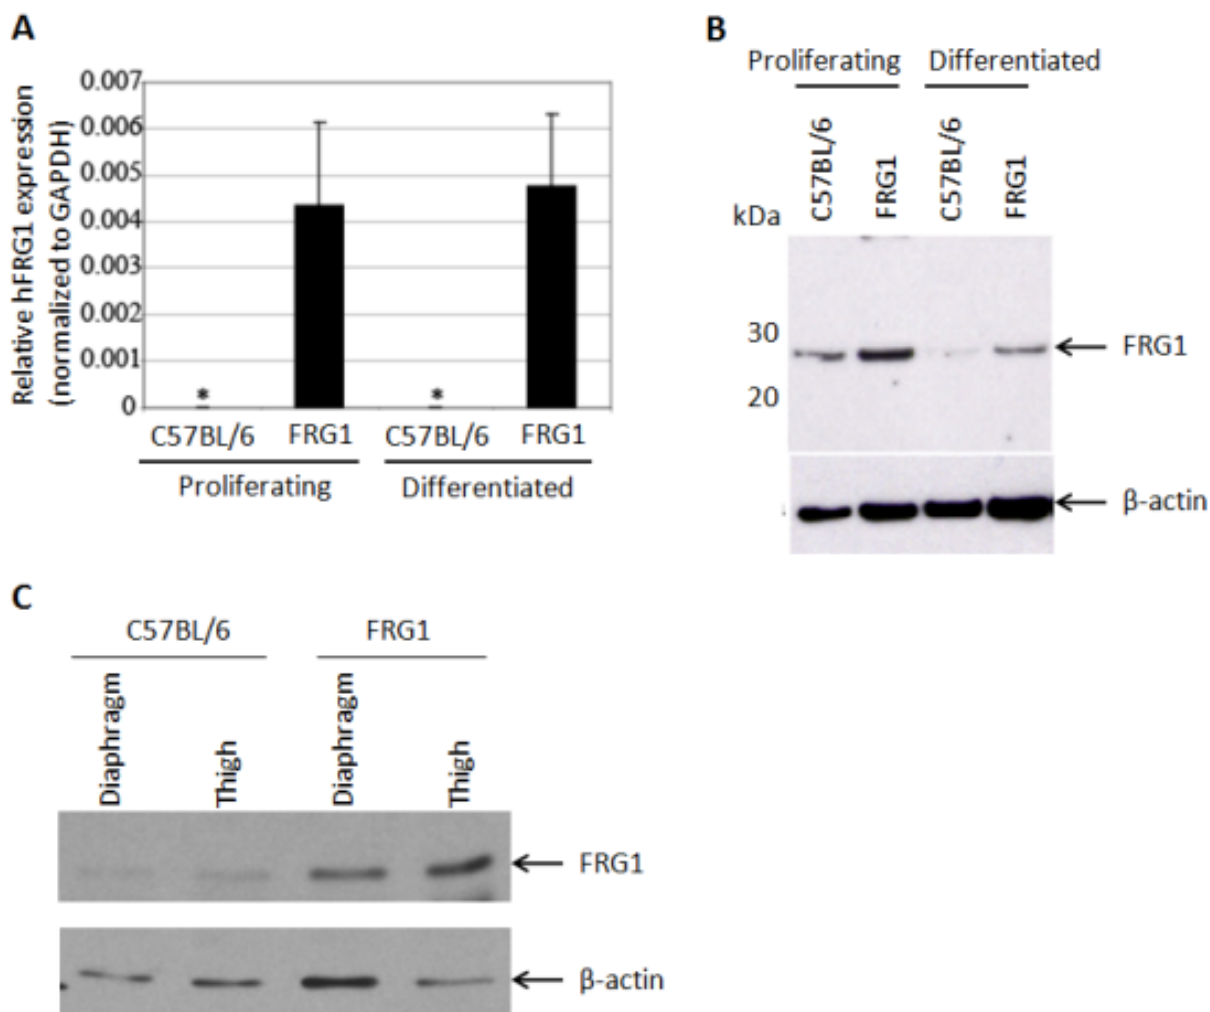 A
Relative hFRG1 expression
(normalized to GAPDH)
0.007
0.006
0.005
0.004
0.003
0.002
0.001
0
*
*
C57BL/6 FRG1 C57BL/6 FRG1
Proliferating Differentiated
B
Proliferating Differentiated
C57BL/6
FRG1
C57BL/6
FRG1
kDa
30
20
FRG1
β-actin
C
C57BL/6 FRG1
Diaphragm
Thigh
Diaphragm
Thigh
FRG1
β-actin